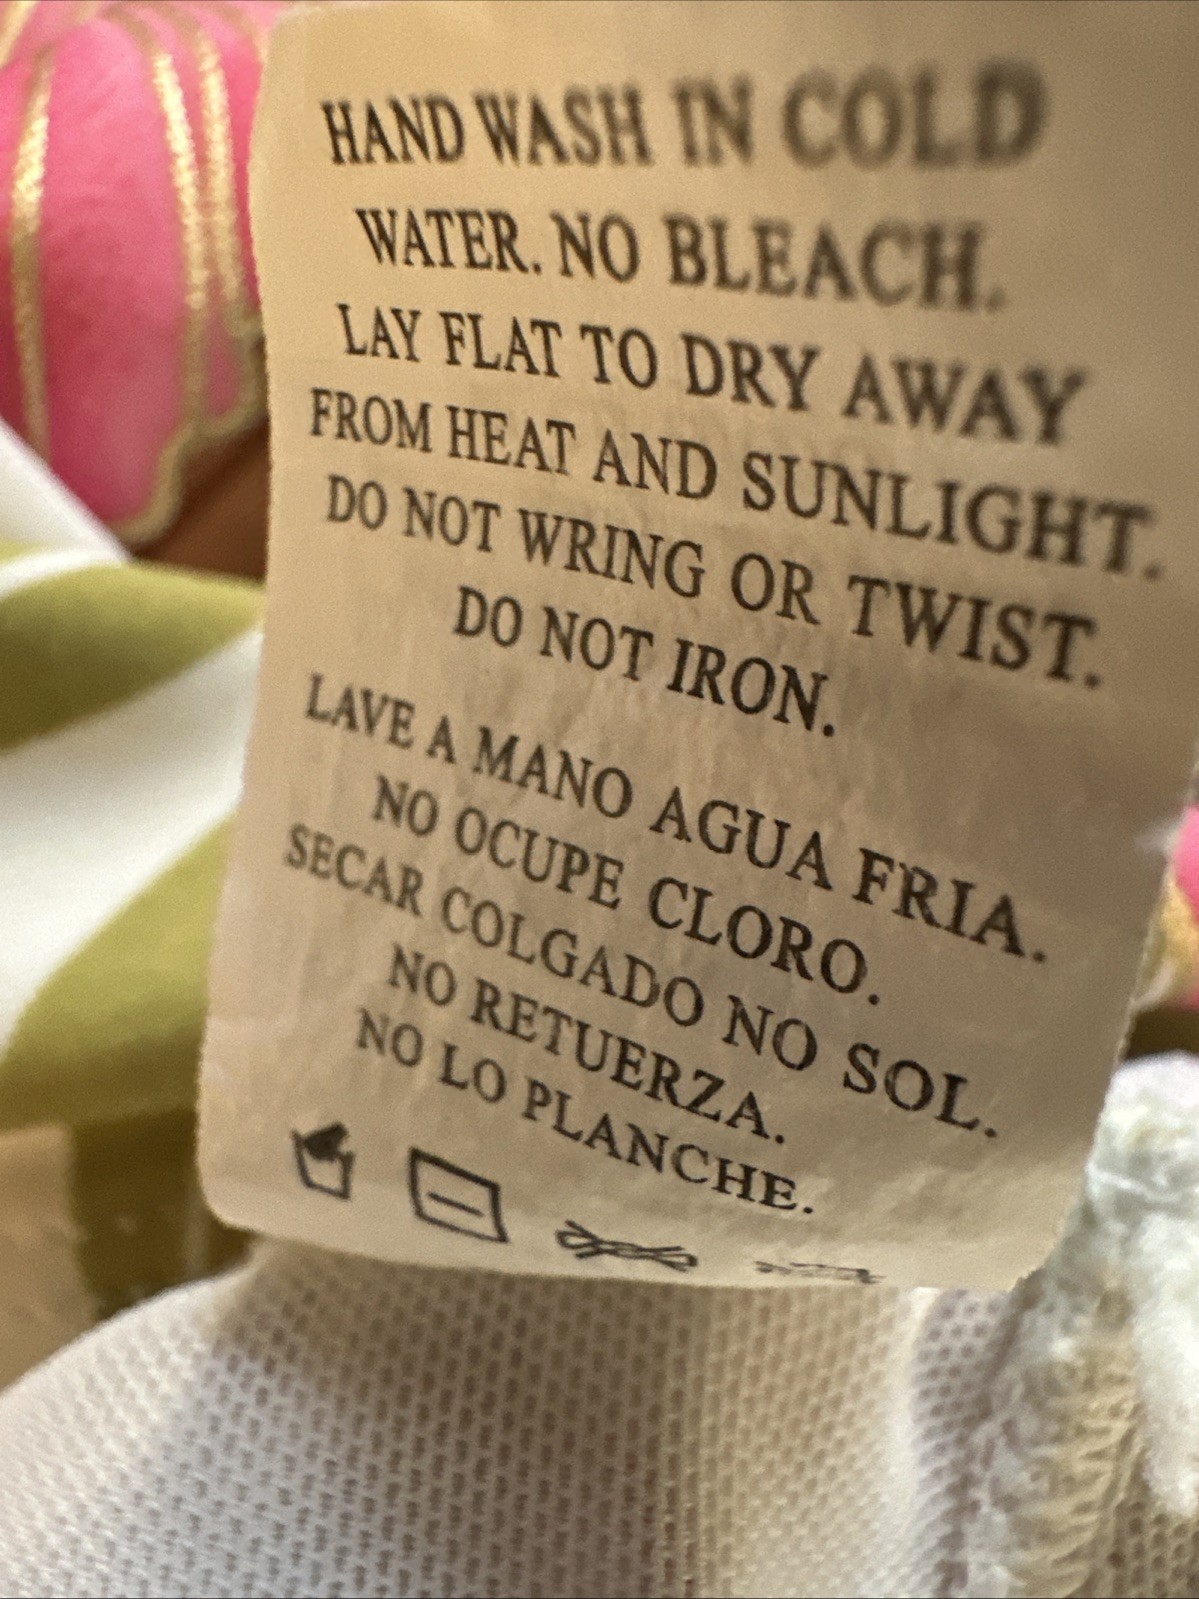 HAND WASH IN COLD
WATER. NO BLEACH.
LAY FLAT TO DRY AWAY
FROM HEAT AND SUNLIGHT.
DO NOT WRING OR TWIST.
DO NOT IRON.
LAVE A MANO AGUA FRIA.
NO OCUPE CLORO.
SECAR COLGADO NO SOL.
NO RETUERZA.
NO LO PLANCHE.